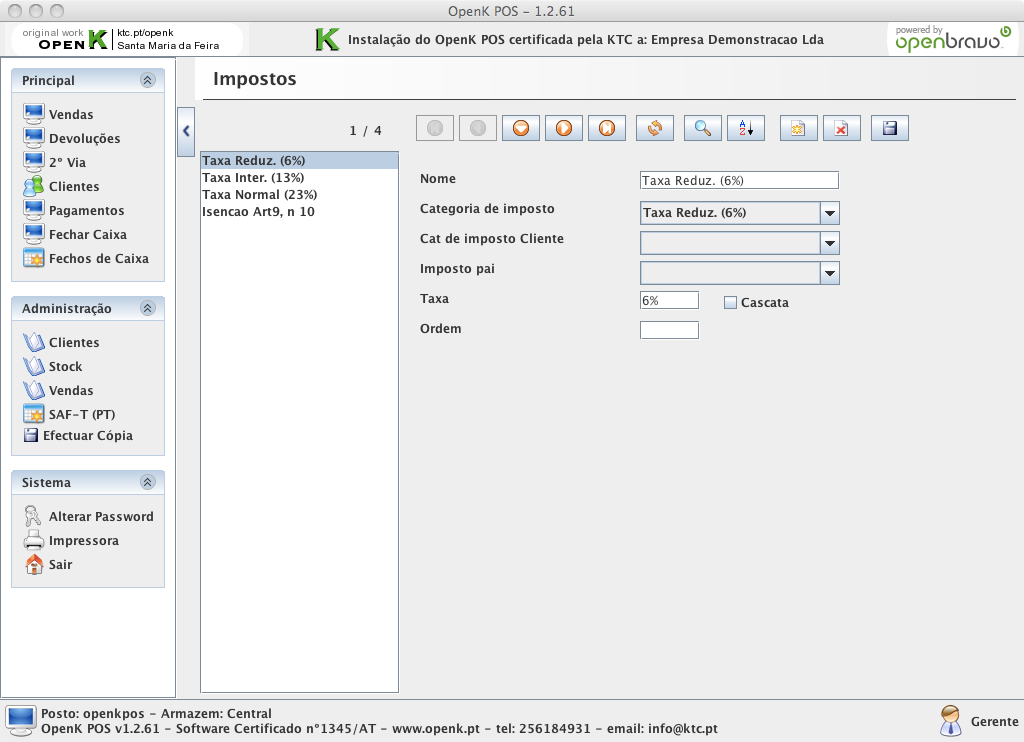 OpenK POS – 1.2.61
original work
OPEN K
ktc.pt/openk
Santa Maria da Feira
Instalação do OpenK POS certificada pela KTC a: Empresa Demonstracao Lda
powered by
openbravo
Principal
Vendas
Devoluções
2º Via
Clientes
Pagamentos
Fechar Caixa
Fechos de Caixa
Administração
Clientes
Stock
Vendas
SAF-T (PT)
Efectuar Cópia
Sistema
Alterar Password
Impressora
Sair
Impostos
1 / 4
Taxa Reduz. (6%)
Taxa Inter. (13%)
Taxa Normal (23%)
Isencao Art9, n 10
Nome
Taxa Reduz. (6%)
Categoria de imposto
Taxa Reduz. (6%)
Cat de imposto Cliente
Imposto pai
Taxa
6%
Cascata
Ordem
Posto: openkpos - Armazem: Central
OpenK POS v1.2.61 - Software Certificado n°1345/AT - www.openk.pt - tel: 256184931 - email: info@ktc.pt
Gerente